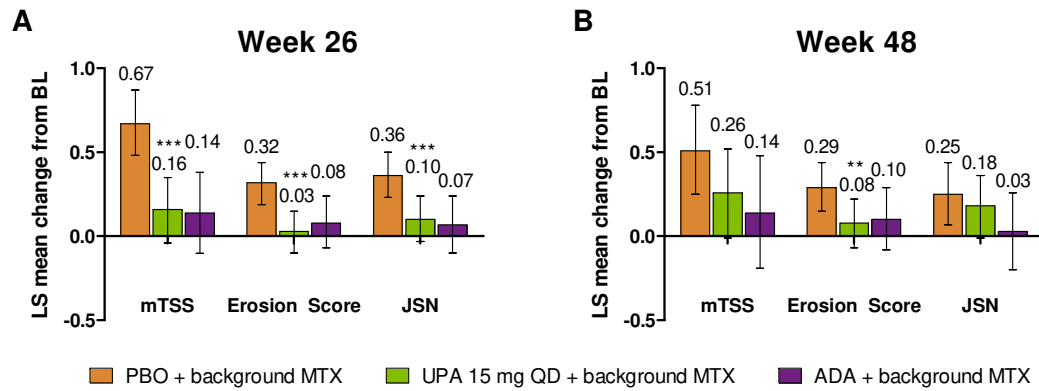 A
Week 26
LS mean change from BL
1.0
0.5
0.0
-0.5
0.67
***
0.16
0.14
0.32
***
0.03
0.08
0.36
***
0.10
0.07
mTSS
Erosion Score
JSN
B
Week 48
LS mean change from BL
1.0
0.5
0.0
-0.5
0.51
0.26
0.14
0.29
**
0.08
0.10
0.25
0.18
0.03
mTSS
Erosion Score
JSN
PBO + background MTX
UPA 15 mg QD + background MTX
ADA + background MTX